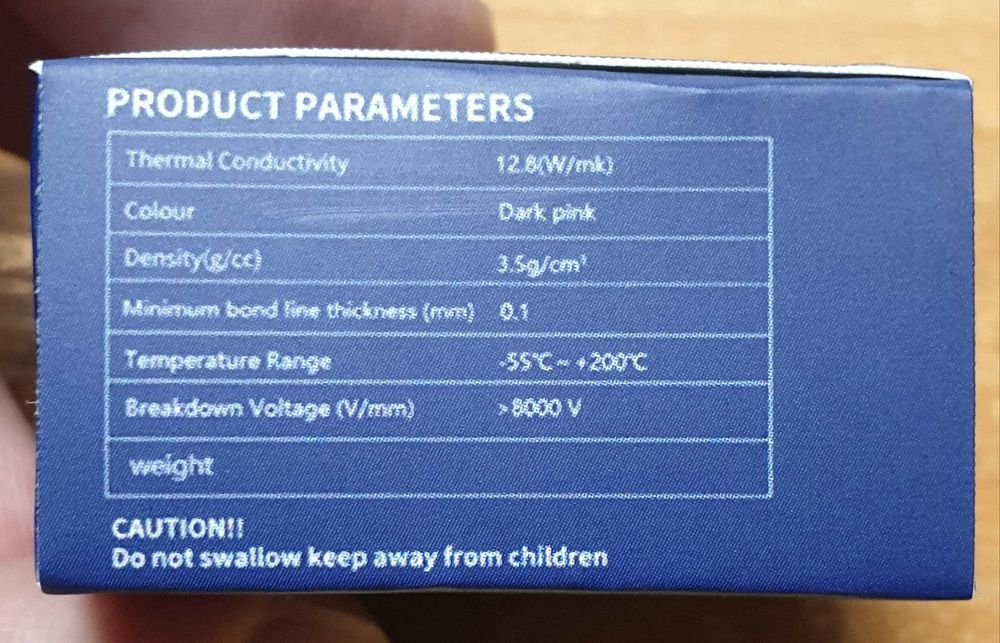 PRODUCT PARAMETERS
Thermal Conductivity 12.8(W/mk)
Colour Dark pink
Density(g/cc) 3.5g/cm³
Minimum bond line thickness (mm) 0.1
Temperature Range -55℃ ~ +200℃
Breakdown Voltage (V/mm) >8000 V
weight
CAUTION!!
Do not swallow keep away from children